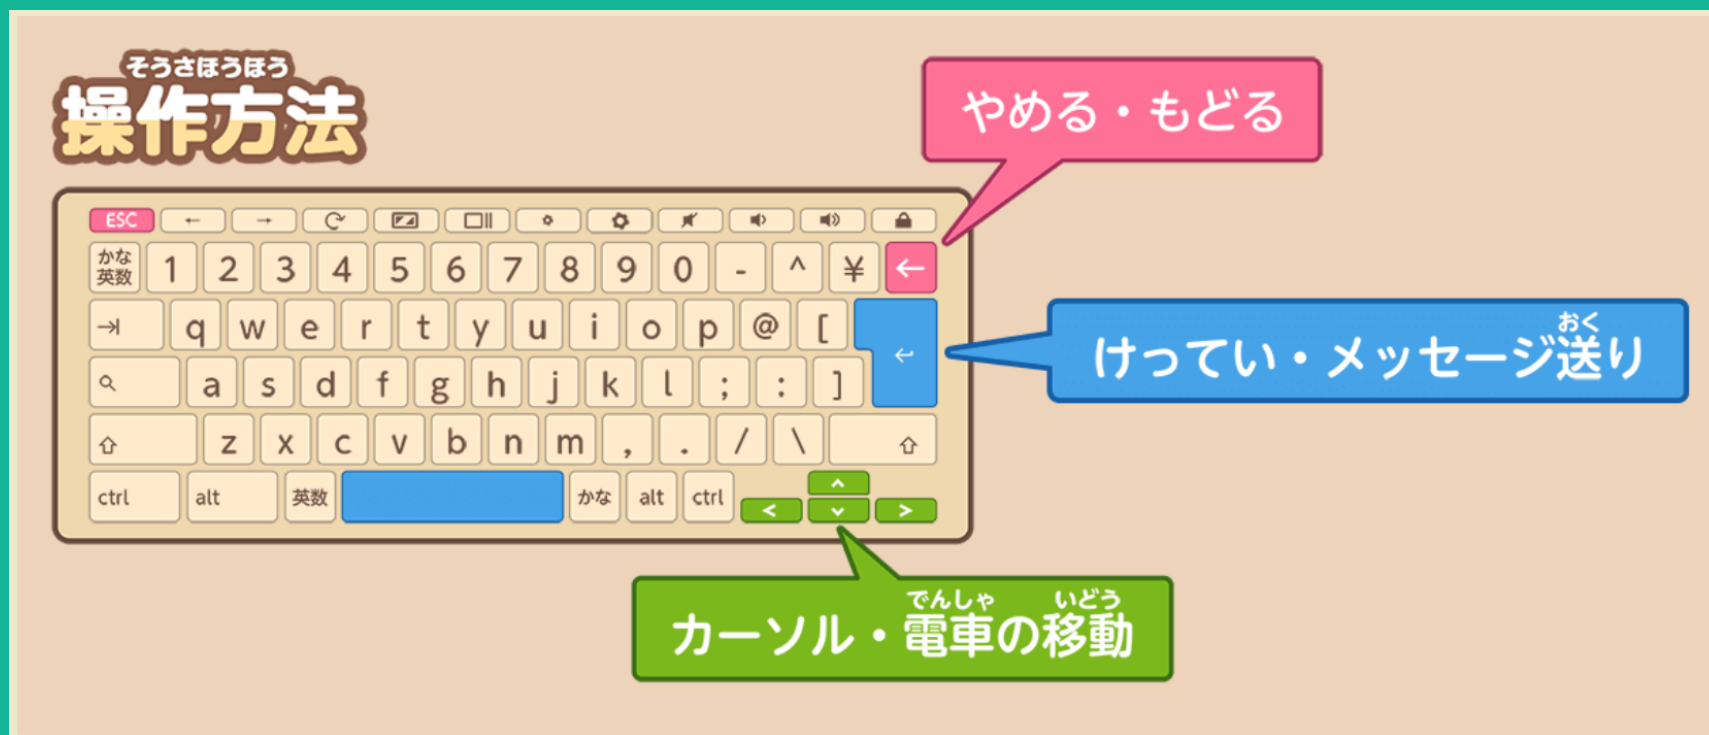 そうさほうほう
操作方法
やめる・もどる
ESC ← →
かな
英数
1 2 3 4 5 6 7 8 9 0 - ^ ¥ ←
q w e r t y u i o p @ [
おく
けってい・メッセージ送り
a s d f g h j k l ; : ]
z x c v b n m , . / \
ctrl alt 英数 かな alt ctrl < ^ v >
でんしゃ いどう
カーソル・電車の移動